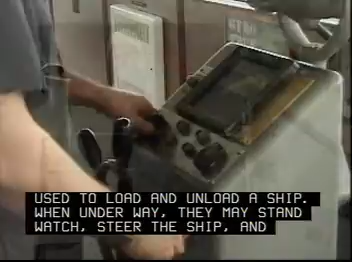 USED TO LOAD AND UNLOAD A SHIP.
WHEN UNDER WAY, THEY MAY STAND
WATCH, STEER THE SHIP, AND